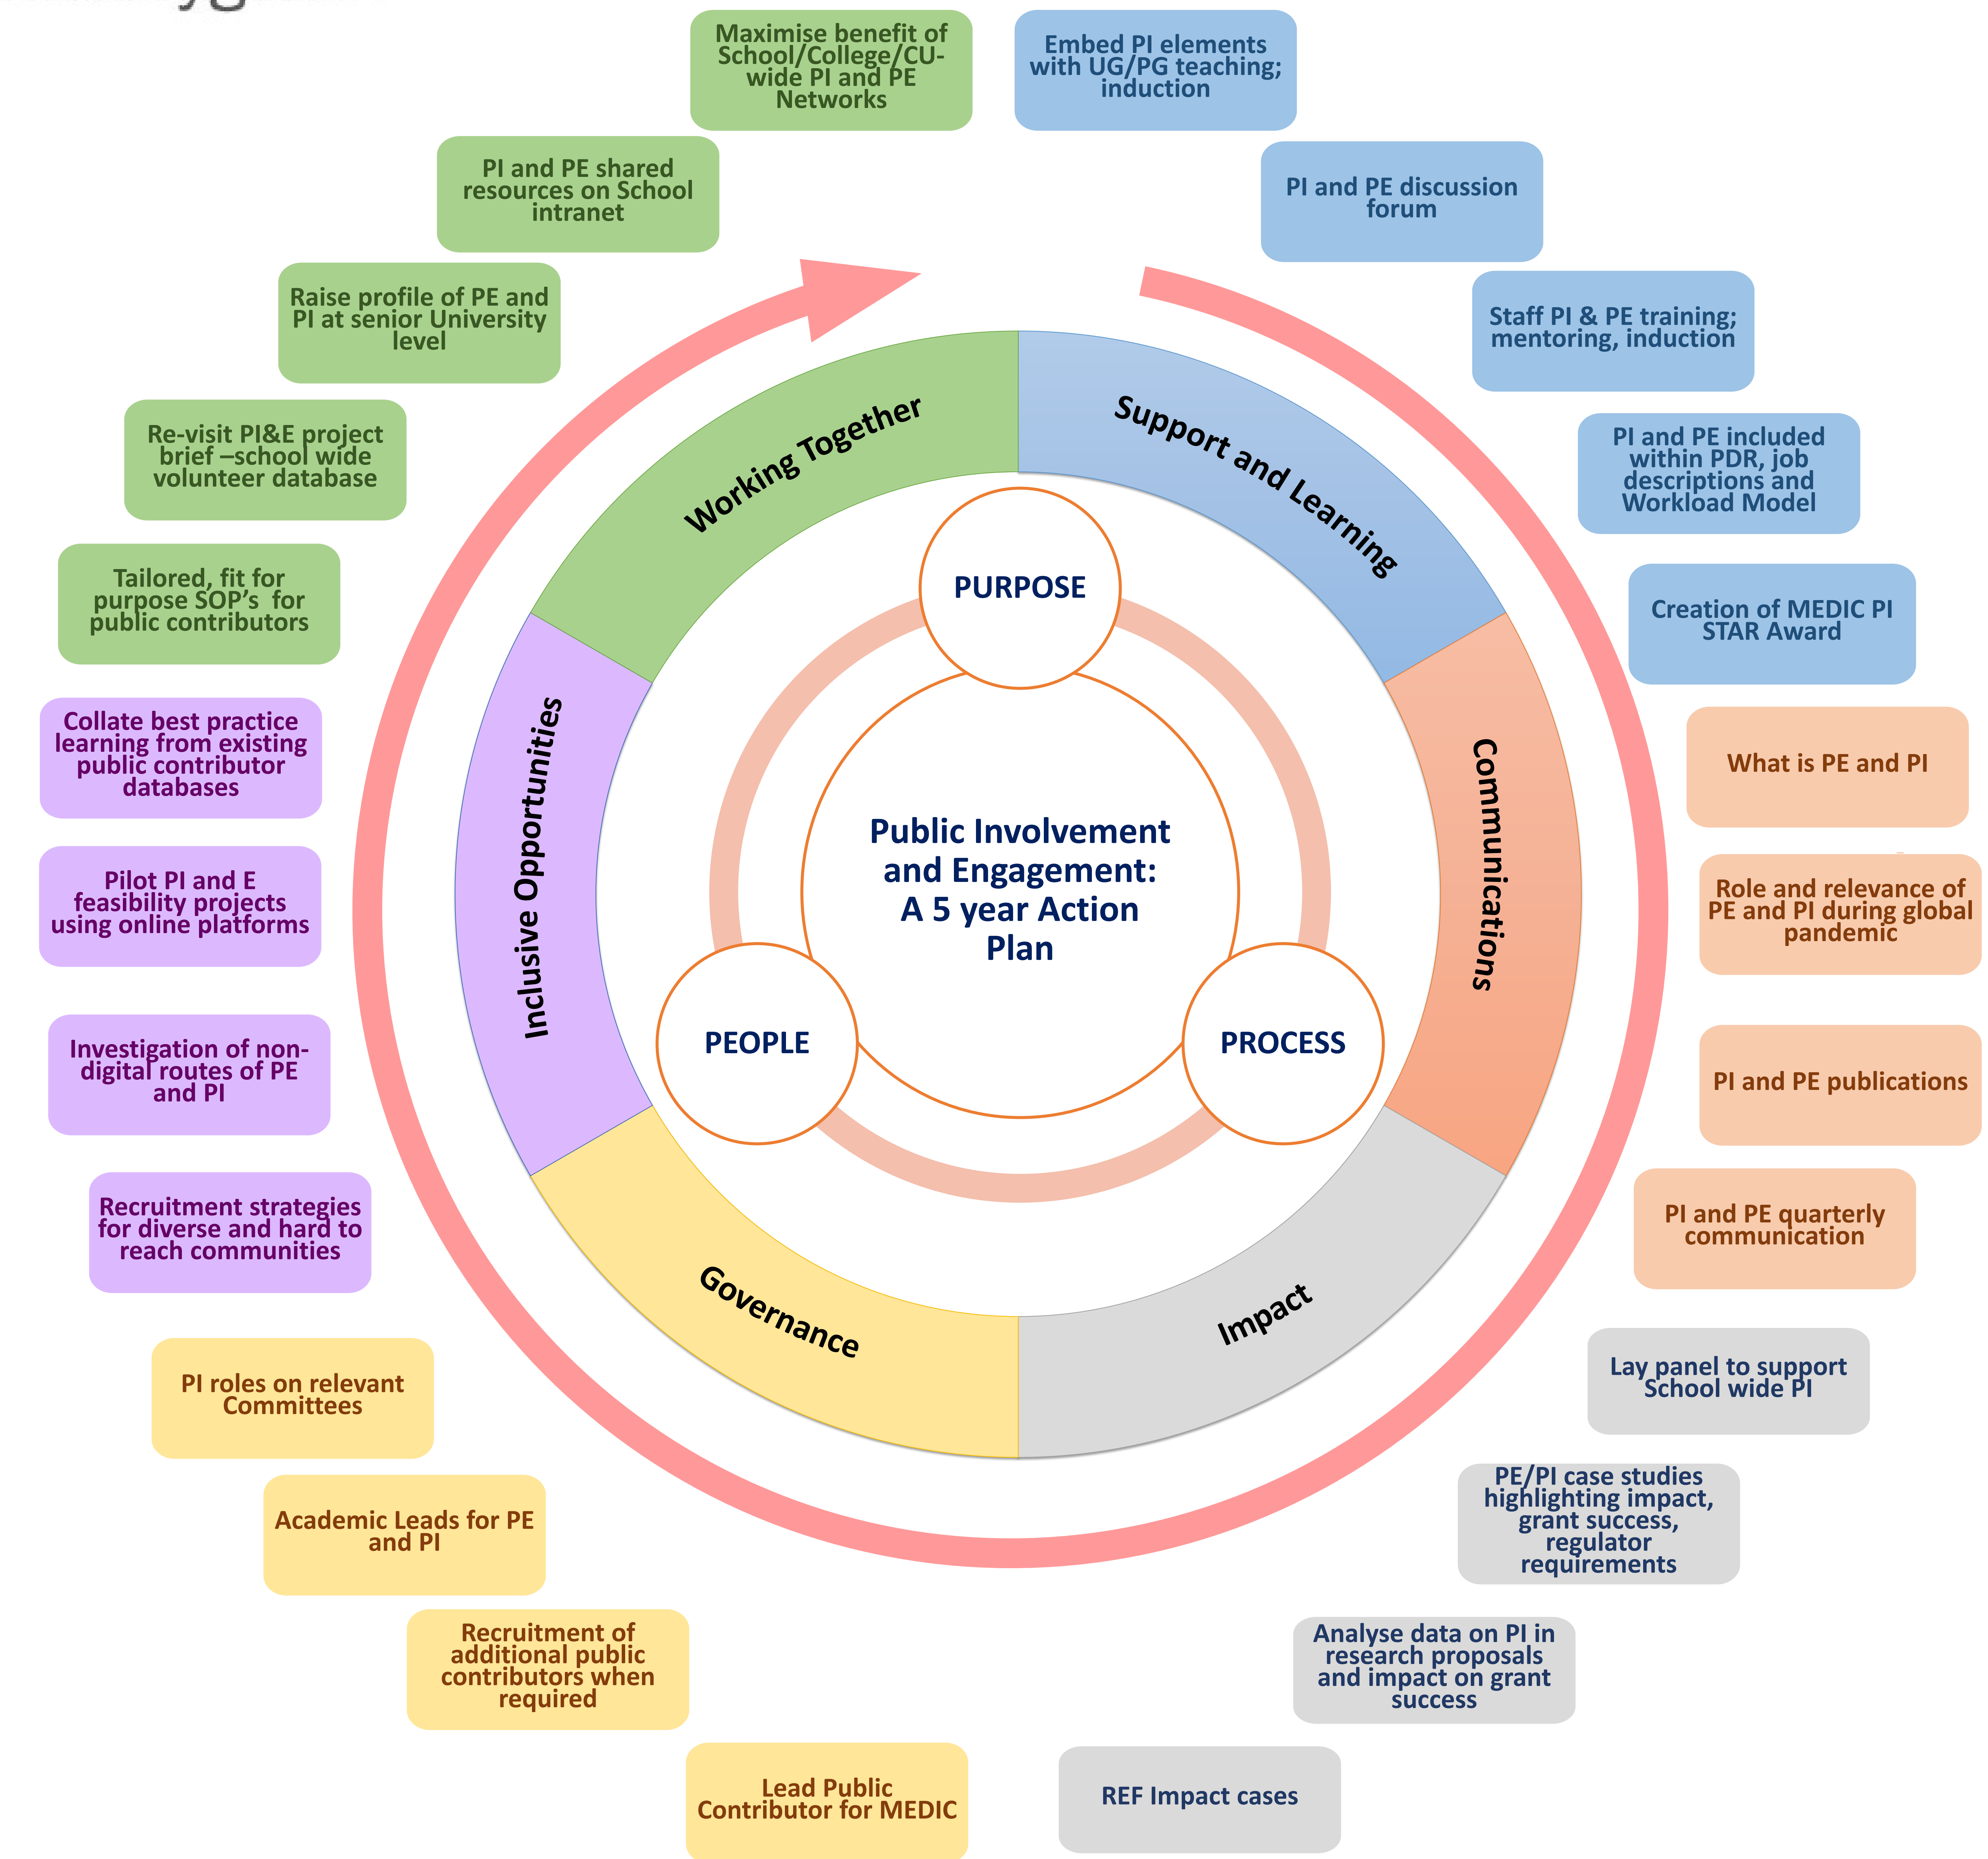 Maximise benefit of
School/College/CU-
wide PI and PE
Networks
Embed PI elements
with UG/PG teaching;
induction
PI and PE shared
resources on School
intranet
PI and PE discussion
forum
Raise profile of PE and
PI at senior University
level
Staff PI & PE training;
mentoring, induction
Re-visit PI&E project
brief –school wide
volunteer database
PI and PE included
within PDR, job
descriptions and
Workload Model
Tailored, fit for
purpose SOP’s  for
public contributors
Creation of MEDIC PI
STAR Award
Working Together
Support and Learning
PURPOSE
Collate best practice
learning from existing
public contributor
databases
What is PE and PI
Inclusive Opportunities
Public Involvement
and Engagement:
A 5 year Action
Plan
Communications
Pilot PI and E
feasibility projects
using online platforms
Role and relevance of
PE and PI during global
pandemic
PEOPLE
PROCESS
Investigation of non-
digital routes of PE
and PI
PI and PE publications
Recruitment strategies
for diverse and hard to
reach communities
PI and PE quarterly
communication
Governance
Impact
PI roles on relevant
Committees
Lay panel to support
School wide PI
Academic Leads for PE
and PI
PE/PI case studies
highlighting impact,
grant success,
regulator
requirements
Recruitment of
additional public
contributors when
required
Analyse data on PI in
research proposals
and impact on grant
success
Lead Public
Contributor for MEDIC
REF Impact cases